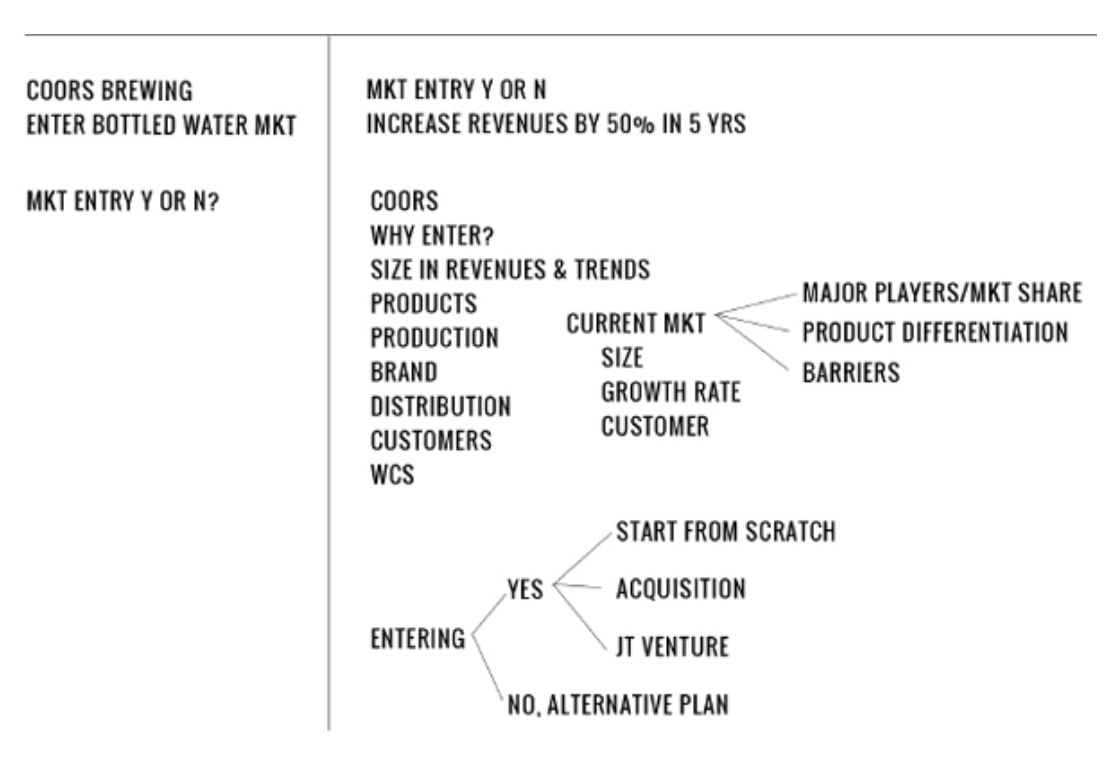 COORS BREWING
ENTER BOTTLED WATER MKT
MKT ENTRY Y OR N?
MKT ENTRY Y OR N
INCREASE REVENUES BY 50% IN 5 YRS
COORS
WHY ENTER?
SIZE IN REVENUES & TRENDS
PRODUCTS
PRODUCTION
BRAND
DISTRIBUTION
CUSTOMERS
WCS
CURRENT MKT
SIZE
GROWTH RATE
CUSTOMER
MAJOR PLAYERS/MKT SHARE
PRODUCT DIFFERENTIATION
BARRIERS
ENTERING
YES
START FROM SCRATCH
ACQUISITION
JT VENTURE
NO, ALTERNATIVE PLAN